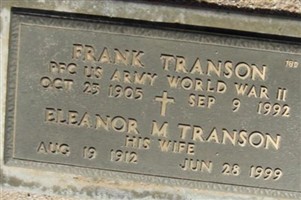 FRANK TRANSON
PFC US ARMY WORLD WAR II
OCT 25 1905 SEP 9 1992
ELEANOR M TRANSON
HIS WIFE
AUG 19 1912 JUN 28 1999